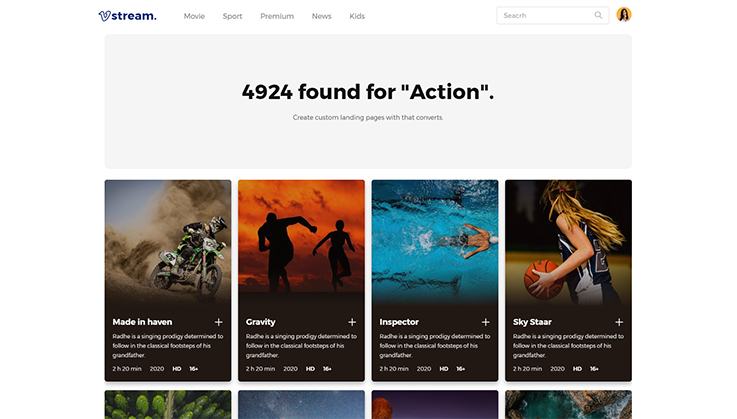 stream.
Movie Sport Premium News Kids
Seacrh
4924 found for "Action".
Create custom landing pages with that converts.
Made in haven
Radhe is a singing prodigy determined to
follow in the classical footsteps of his
grandfather.
2 h 20 min 2020 HD 16+
Gravity
Radhe is a singing prodigy determined to
follow in the classical footsteps of his
grandfather.
2 h 20 min 2020 HD 16+
Inspector
Radhe is a singing prodigy determined to
follow in the classical footsteps of his
grandfather.
2 h 20 min 2020 HD 16+
Sky Staar
Radhe is a singing prodigy determined to
follow in the classical footsteps of his
grandfather.
2 h 20 min 2020 HD 16+